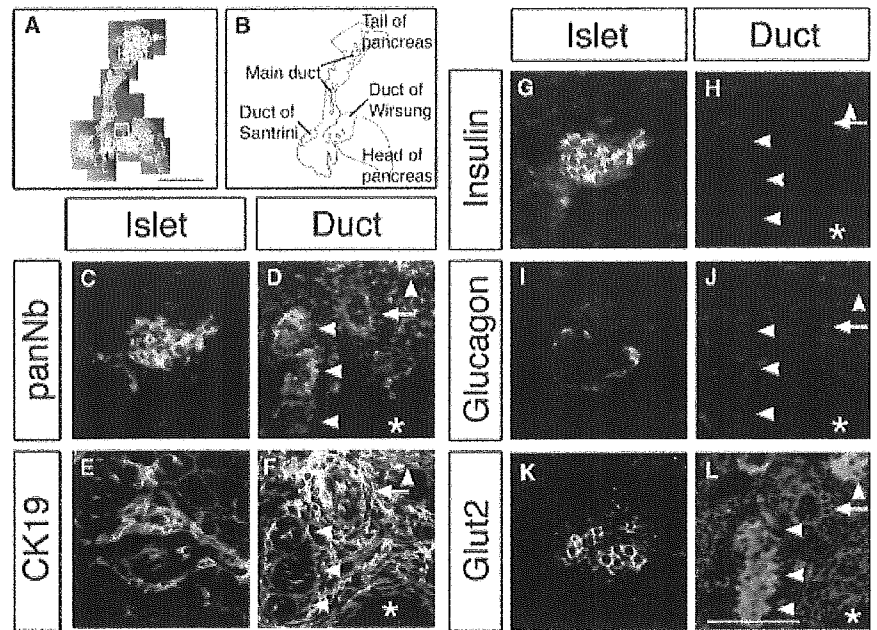 A
B
Tail of
pancreas
Main duct
Duct of
Wirsung
Duct of
Santrini
Head of
pancreas
Islet
Duct
panNb
C
D
*
CK19
E
F
*
Islet
Duct
Insulin
G
H
*
Glucagon
I
J
*
Glut2
K
L
*